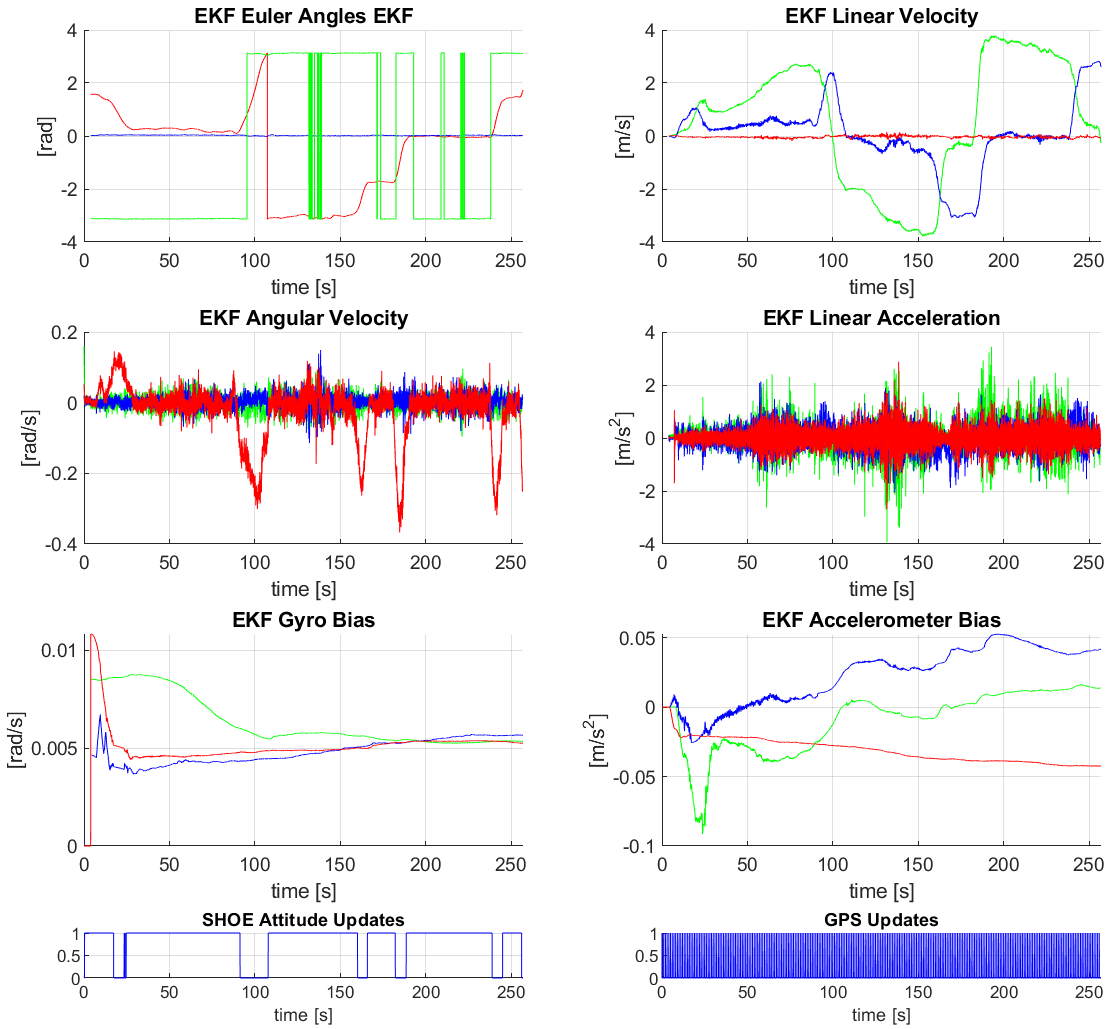 EKF Euler Angles EKF
4
2
0
-2
-4
[rad]
0 50 100 150 200 250
time [s]
EKF Linear Velocity
4
2
0
-2
-4
[m/s]
0 50 100 150 200 250
time [s]
EKF Angular Velocity
0.2
0
-0.2
-0.4
[rad/s]
0 50 100 150 200 250
time [s]
EKF Linear Acceleration
4
2
0
-2
-4
[m/s²]
0 50 100 150 200 250
time [s]
EKF Gyro Bias
0.01
0.005
0
[rad/s]
0 50 100 150 200 250
time [s]
EKF Accelerometer Bias
0.05
0
-0.05
-0.1
[m/s²]
0 50 100 150 200 250
time [s]
SHOE Attitude Updates
1
0.5
0
0 50 100 150 200 250
time [s]
GPS Updates
1
0.5
0
0 50 100 150 200 250
time [s]